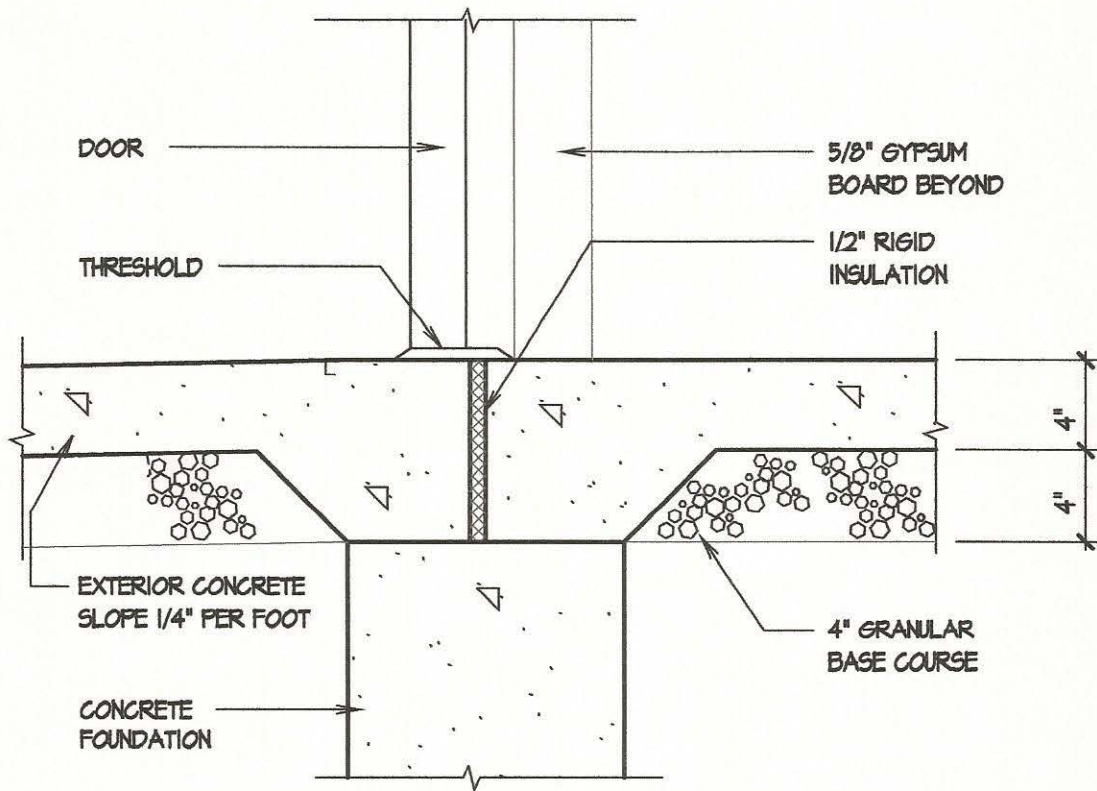 DOOR
5/8" GYPSUM
BOARD BEYOND
THRESHOLD
1/2" RIGID
INSULATION
4"
4"
EXTERIOR CONCRETE
SLOPE 1/4" PER FOOT
4" GRANULAR
BASE COURSE
CONCRETE
FOUNDATION